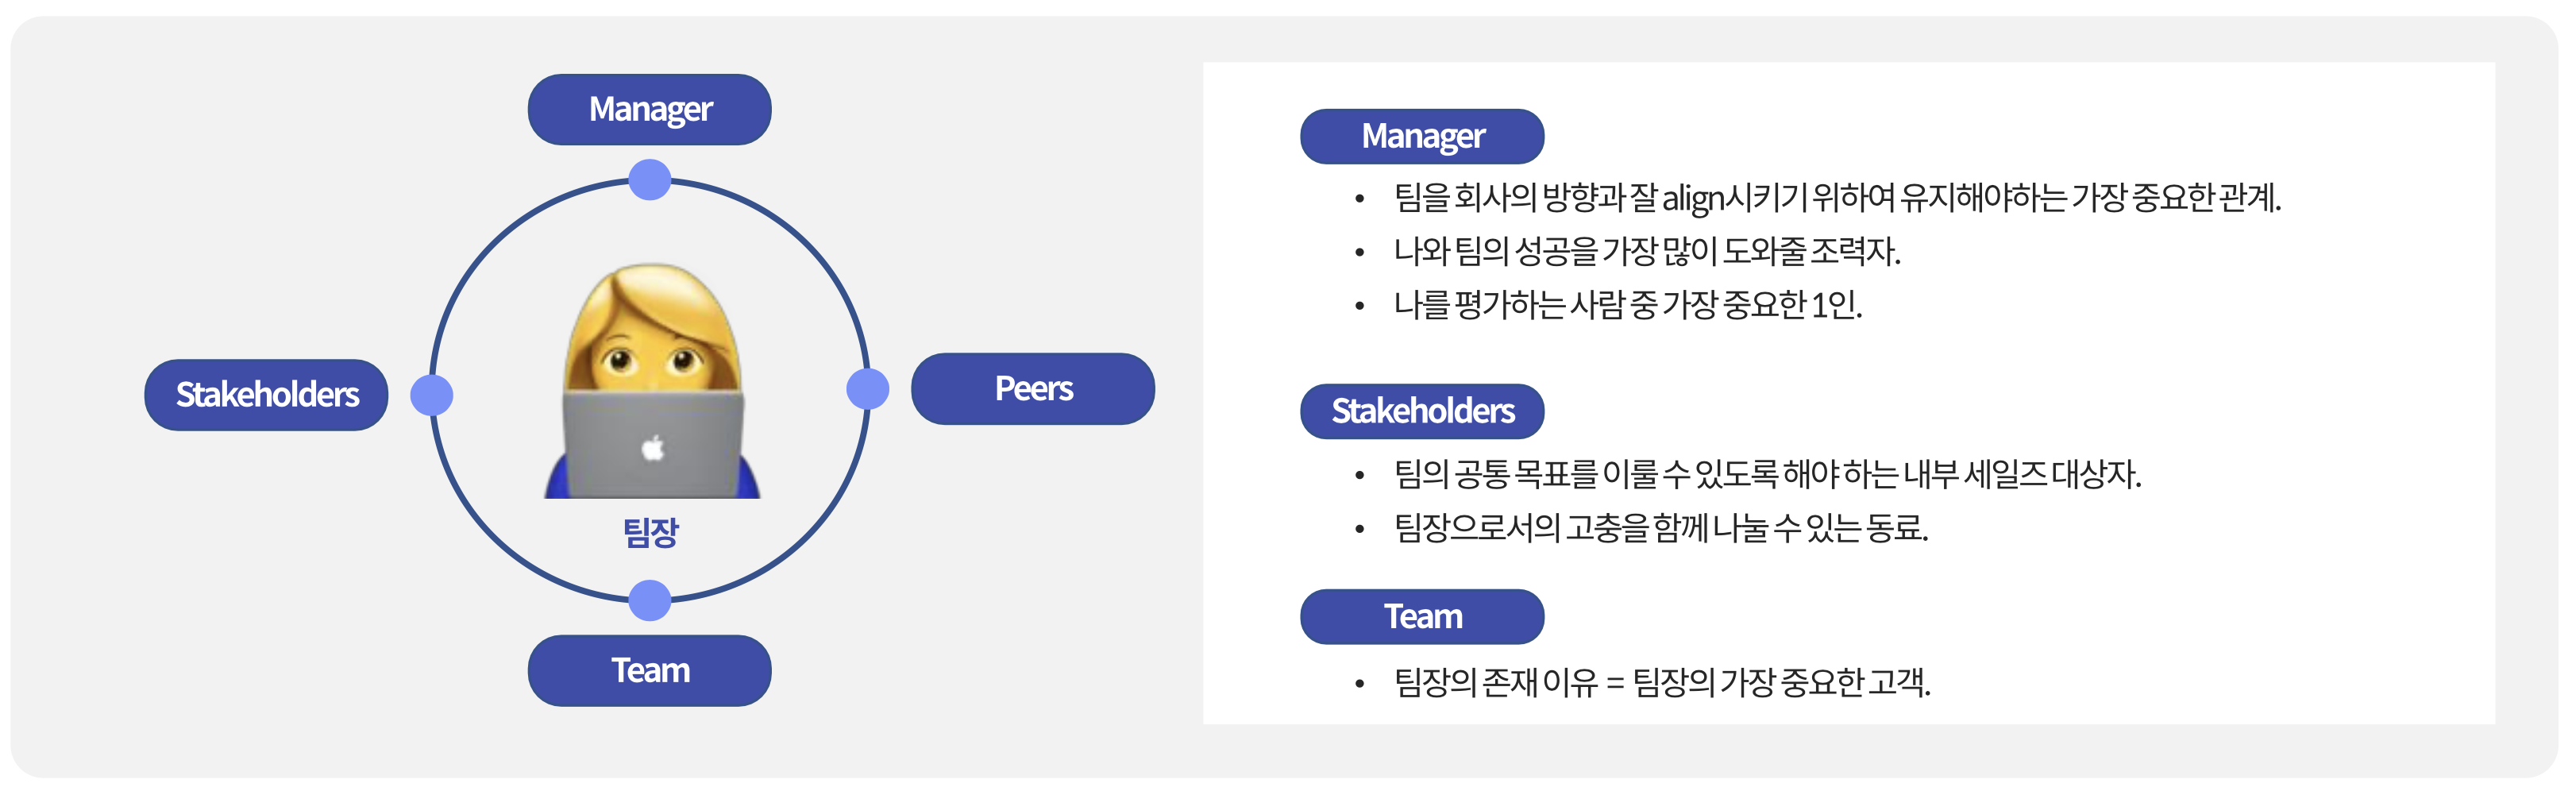 Manager
Stakeholders
Peers
팀장
Team
Manager
• 팀을 회사의 방향과 잘 align시키기 위하여 유지해야하는 가장 중요한 관계.
• 나와 팀의 성공을 가장 많이 도와줄 조력자.
• 나를 평가하는 사람 중 가장 중요한 1인.
Stakeholders
• 팀의 공통 목표를 이룰 수 있도록 해야 하는 내부 세일즈 대상자.
• 팀장으로서의 고충을 함께 나눌 수 있는 동료.
Team
• 팀장의 존재 이유 = 팀장의 가장 중요한 고객.